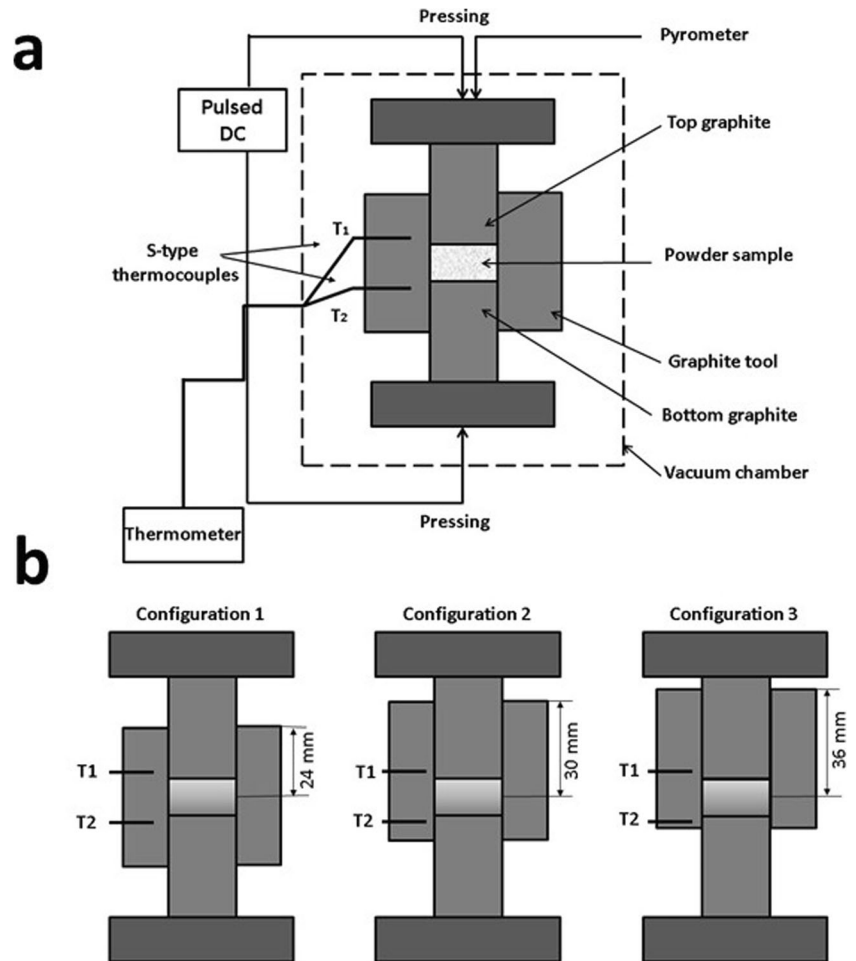 a
Pressing
Pyrometer
Pulsed
DC
Top graphite
T₁
S-type
thermocouples
Powder sample
T₂
Graphite tool
Bottom graphite
Vacuum chamber
Pressing
Thermometer
b
Configuration 1
Configuration 2
Configuration 3
T1
24 mm
T2
T1
30 mm
T2
T1
36 mm
T2